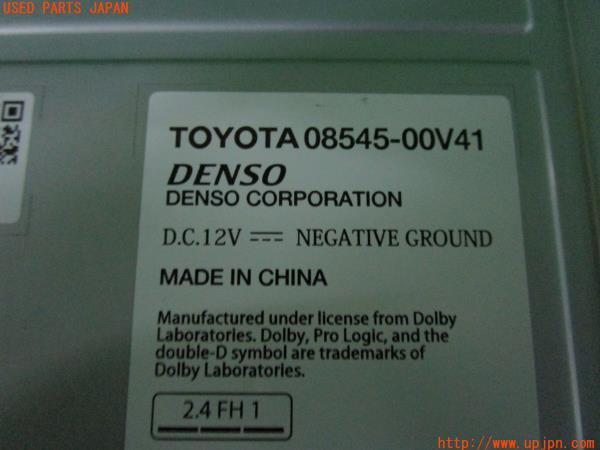 USED PARTS JAPAN
TOYOTA 08545-00V41
DENSO
DENSO CORPORATION
D.C.12V NEGATIVE GROUND
MADE IN CHINA
Manufactured under license from Dolby
Laboratories. Dolby, Pro Logic, and the
double-D symbol are trademarks of
Dolby Laboratories.
2.4 FH 1
http://www.upjpn.com